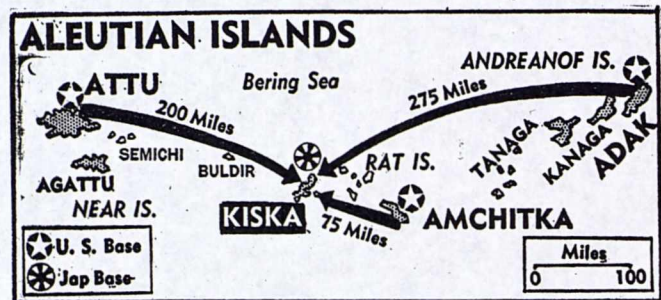 ALEUTIAN ISLANDS
ANDREANOF IS.
ATTU
Bering Sea
275 Miles
200 Miles
SEMICHI
BULDIR
RAT IS.
TANAGA
KANAGA
ADAK
AGATTU
NEAR IS.
KISKA
75 Miles
AMCHITKA
U. S. Base
Jap Base
Miles
0 100